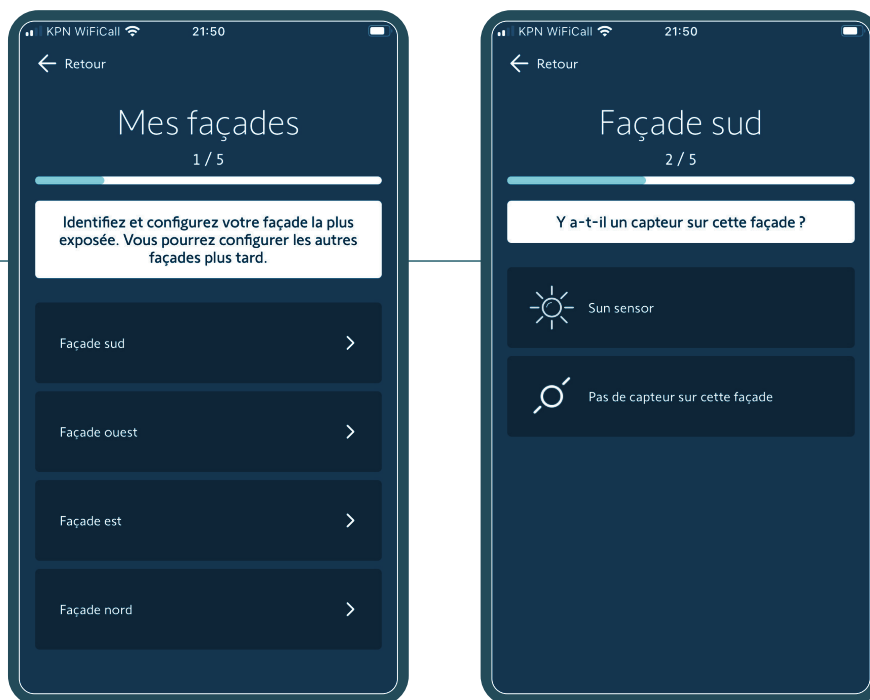 KPN WiFiCall 21:50
Retour
Mes façades
1 / 5
Identifiez et configurez votre façade la plus
exposée. Vous pourrez configurer les autres
façades plus tard.
Façade sud
Façade ouest
Façade est
Façade nord
KPN WiFiCall 21:50
Retour
Façade sud
2 / 5
Y a-t-il un capteur sur cette façade ?
Sun sensor
Pas de capteur sur cette façade